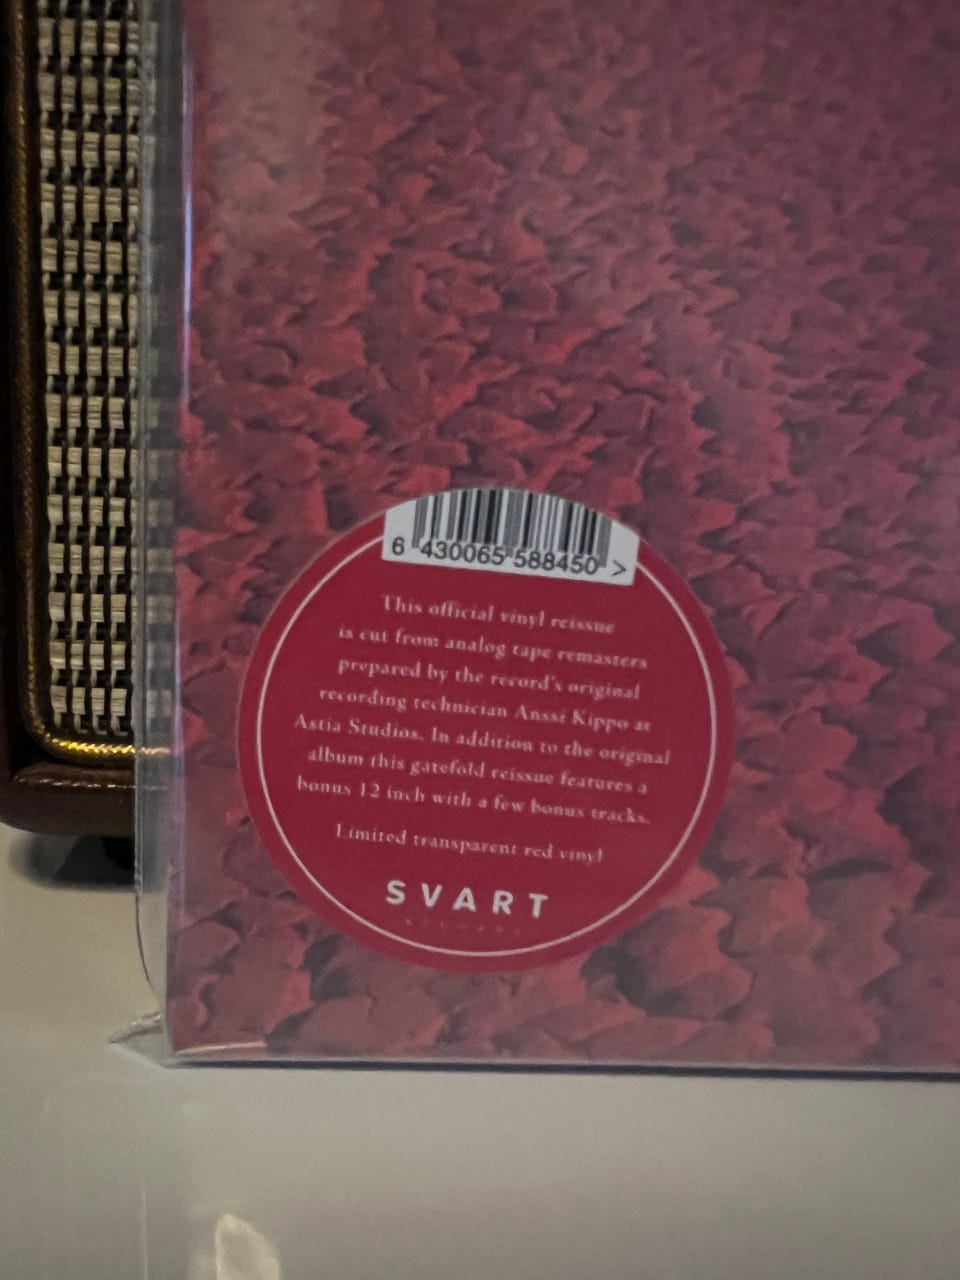 6 430065 588450 >
This official vinyl reissue
is cut from analog tape remasters
prepared by the record's original
recording technician Anssi Kippo at
Astia Studios. In addition to the original
album this gatefold reissue features a
bonus 12 inch with a few bonus tracks.
Limited transparent red vinyl
SVART
RECORDS